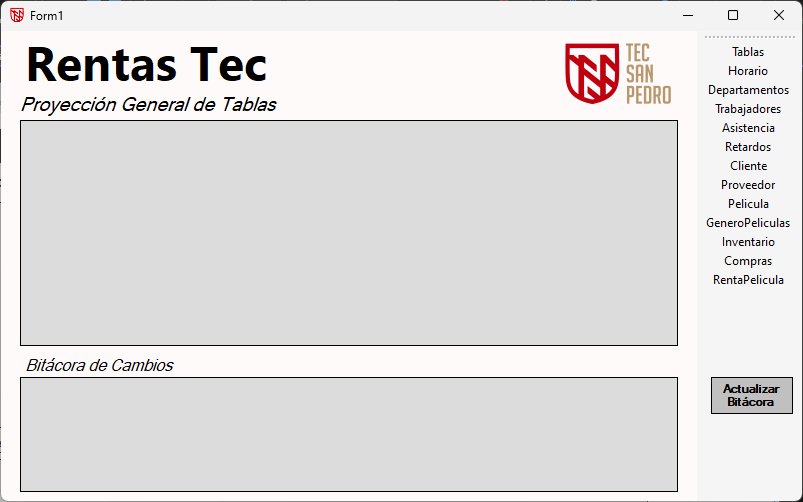 Form1
Rentas Tec
TEC
SAN
PEDRO
Proyección General de Tablas
Bitácora de Cambios
Tablas
Horario
Departamentos
Trabajadores
Asistencia
Retardos
Cliente
Proveedor
Pelicula
GeneroPeliculas
Inventario
Compras
RentaPelicula
Actualizar
Bitácora